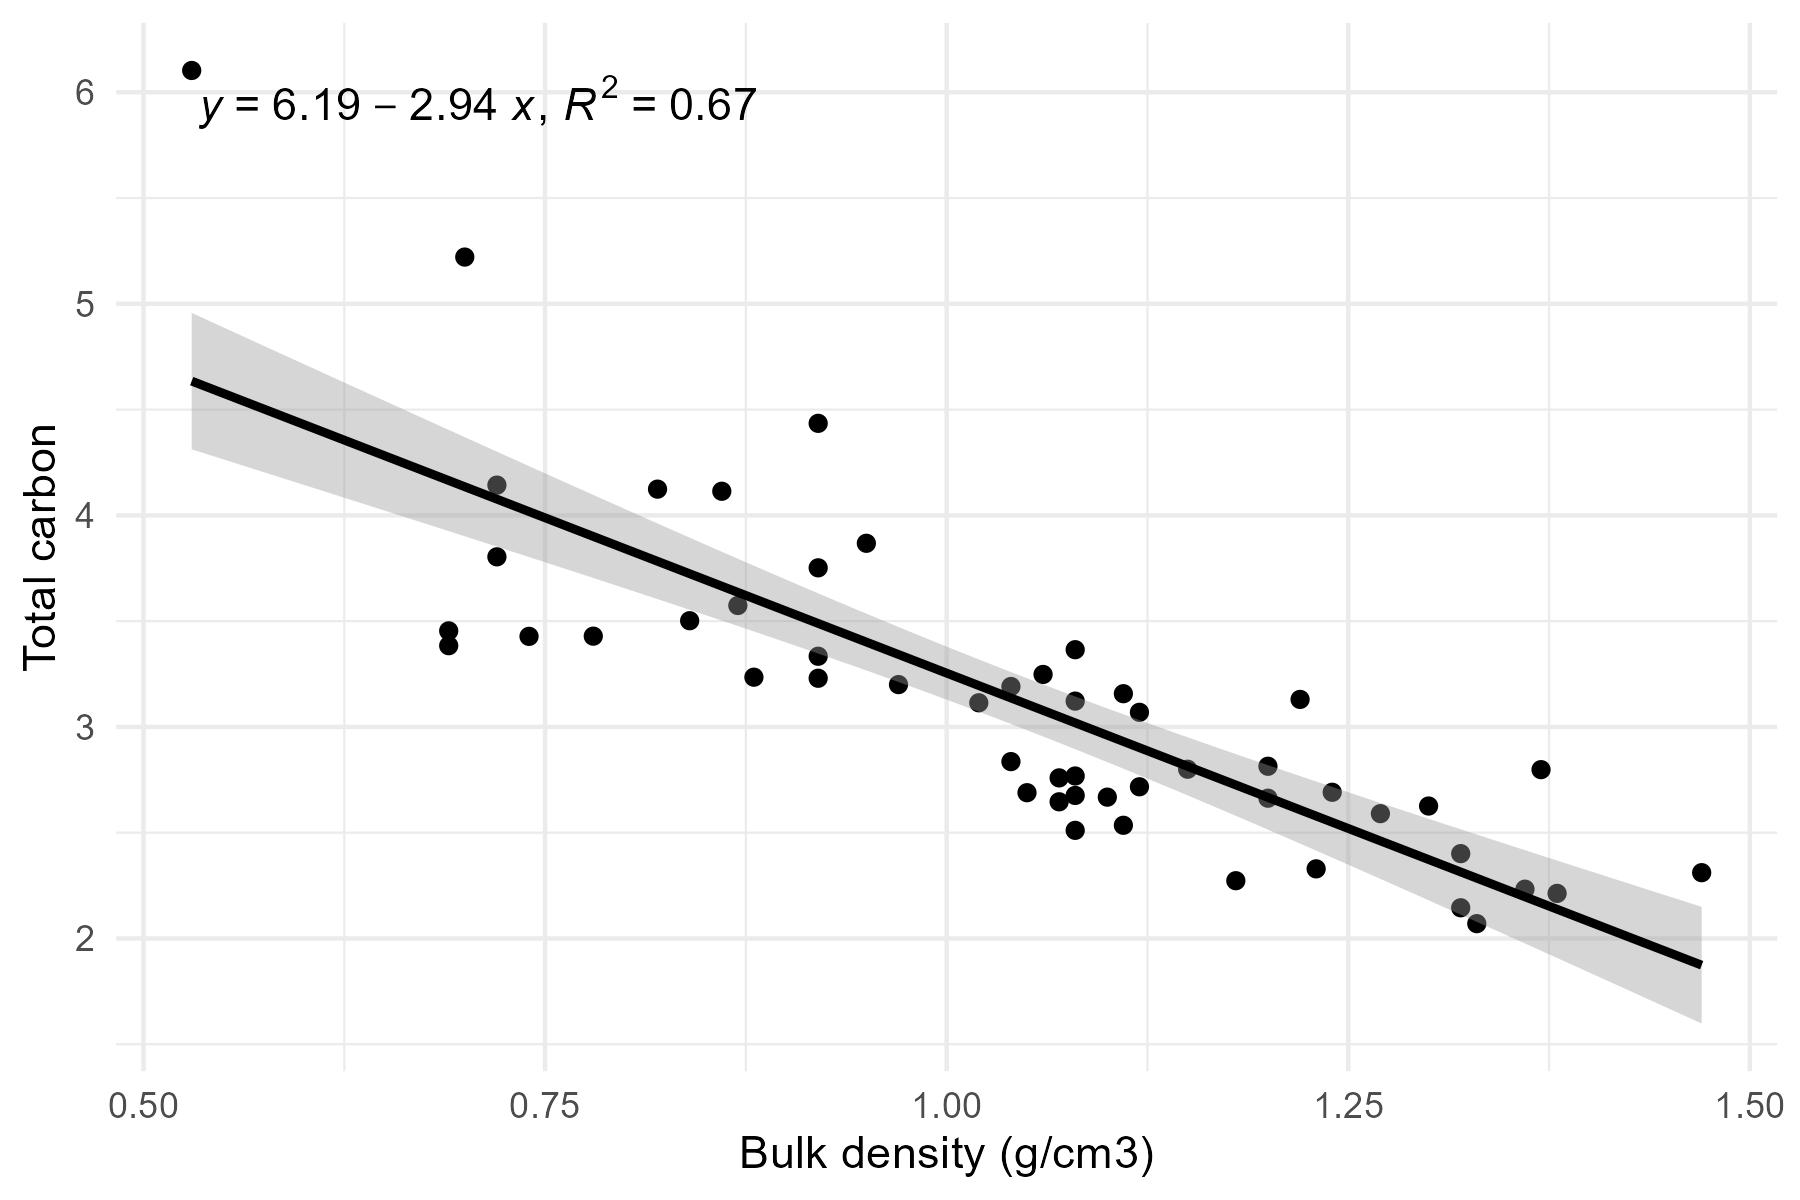 y = 6.19 − 2.94 x, R² = 0.67
6
5
4
3
2
Total carbon
0.50 0.75 1.00 1.25 1.50
Bulk density (g/cm3)